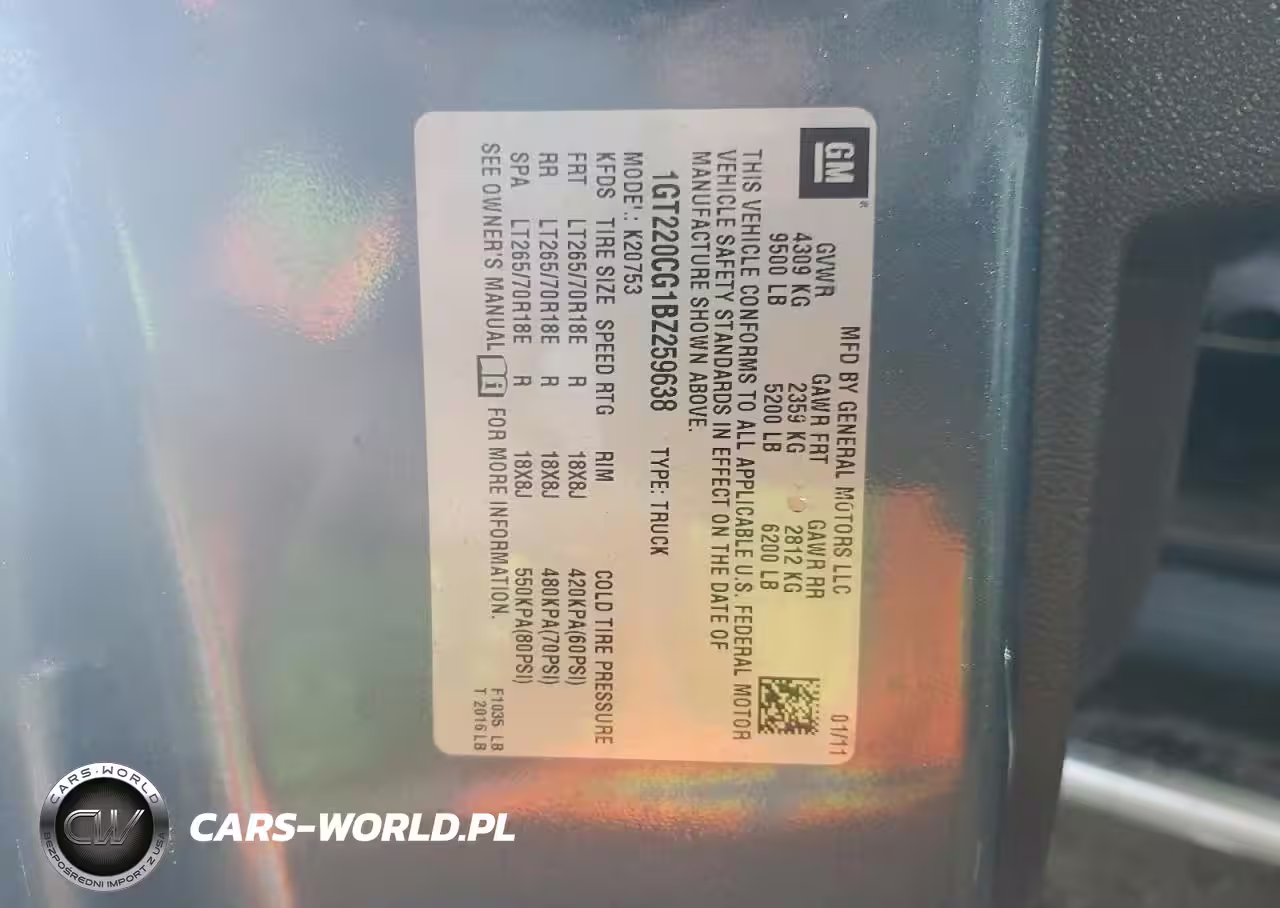 GM
MFD BY GENERAL MOTORS LLC 01/11
GVWR GAWR FRT GAWR RR
4309 KG 2359 KG 2812 KG
9500 LB 5200 LB 6200 LB
THIS VEHICLE CONFORMS TO ALL APPLICABLE U.S. FEDERAL MOTOR
VEHICLE SAFETY STANDARDS IN EFFECT ON THE DATE OF
MANUFACTURE SHOWN ABOVE.
1GT220CG1BZ259638 TYPE: TRUCK
MODEL: K20753
KFDS TIRE SIZE SPEED RTG RIM COLD TIRE PRESSURE
FRT LT265/70R18E R 18X8J 420KPA(60PSI)
RR LT265/70R18E R 18X8J 480KPA(70PSI)
SPA LT265/70R18E R 18X8J 550KPA(80PSI)
SEE OWNER'S MANUAL i FOR MORE INFORMATION.
F1035 LB
T 2016 LB
CARS-WORLD
CW
BEZPOŚREDNI IMPORT Z USA
CARS-WORLD.PL